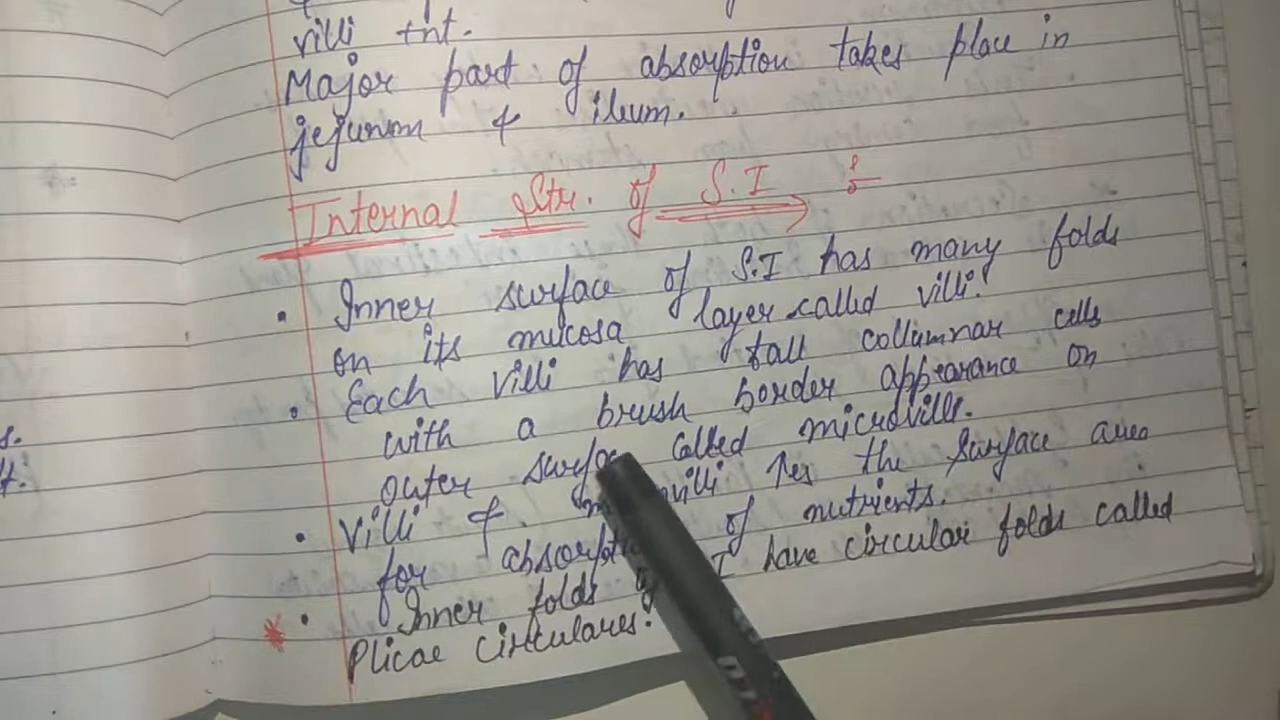 villi tnt.
Major part of absorption takes place in
jejunum & ileum.
Internal Str. of S.I :-
• Inner surface of S.I has many folds
on its mucosa layer called villi.
• Each villi has tall collumnar cells
with a brush border appearance on
outer surface called microvilli.
• Villi & villi ↑es the surface area
for absorption of nutrients.
* • Inner folds of I have circular folds called
Plicae circulares.
s.